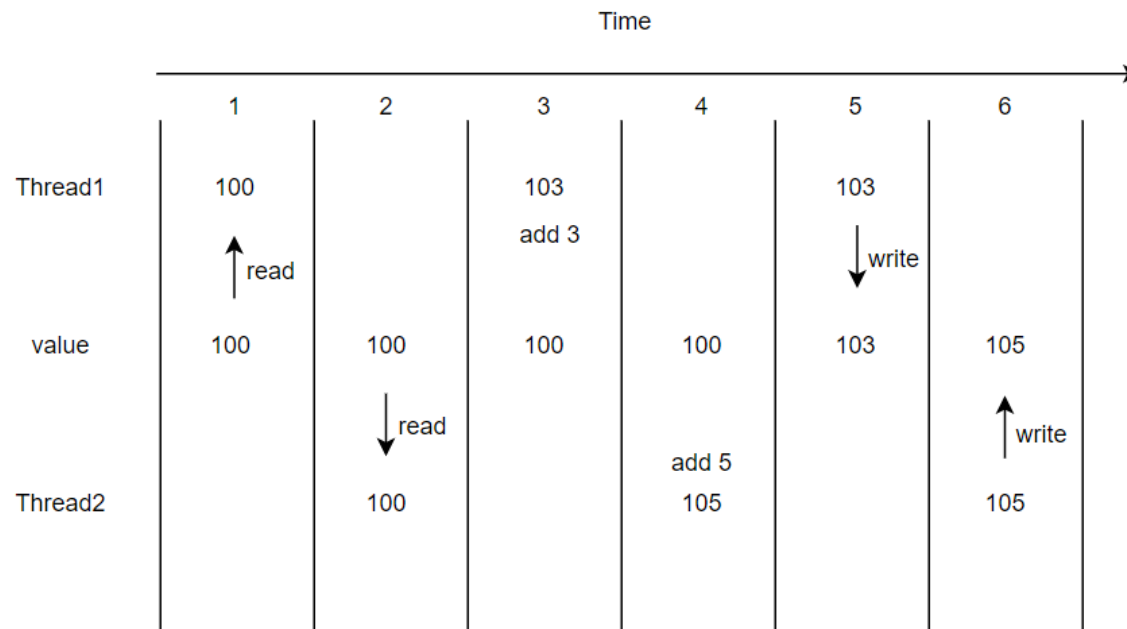 Time
1 2 3 4 5 6
Thread1 100 103 103
add 3
read write
value 100 100 100 100 103 105
read write
add 5
Thread2 100 105 105